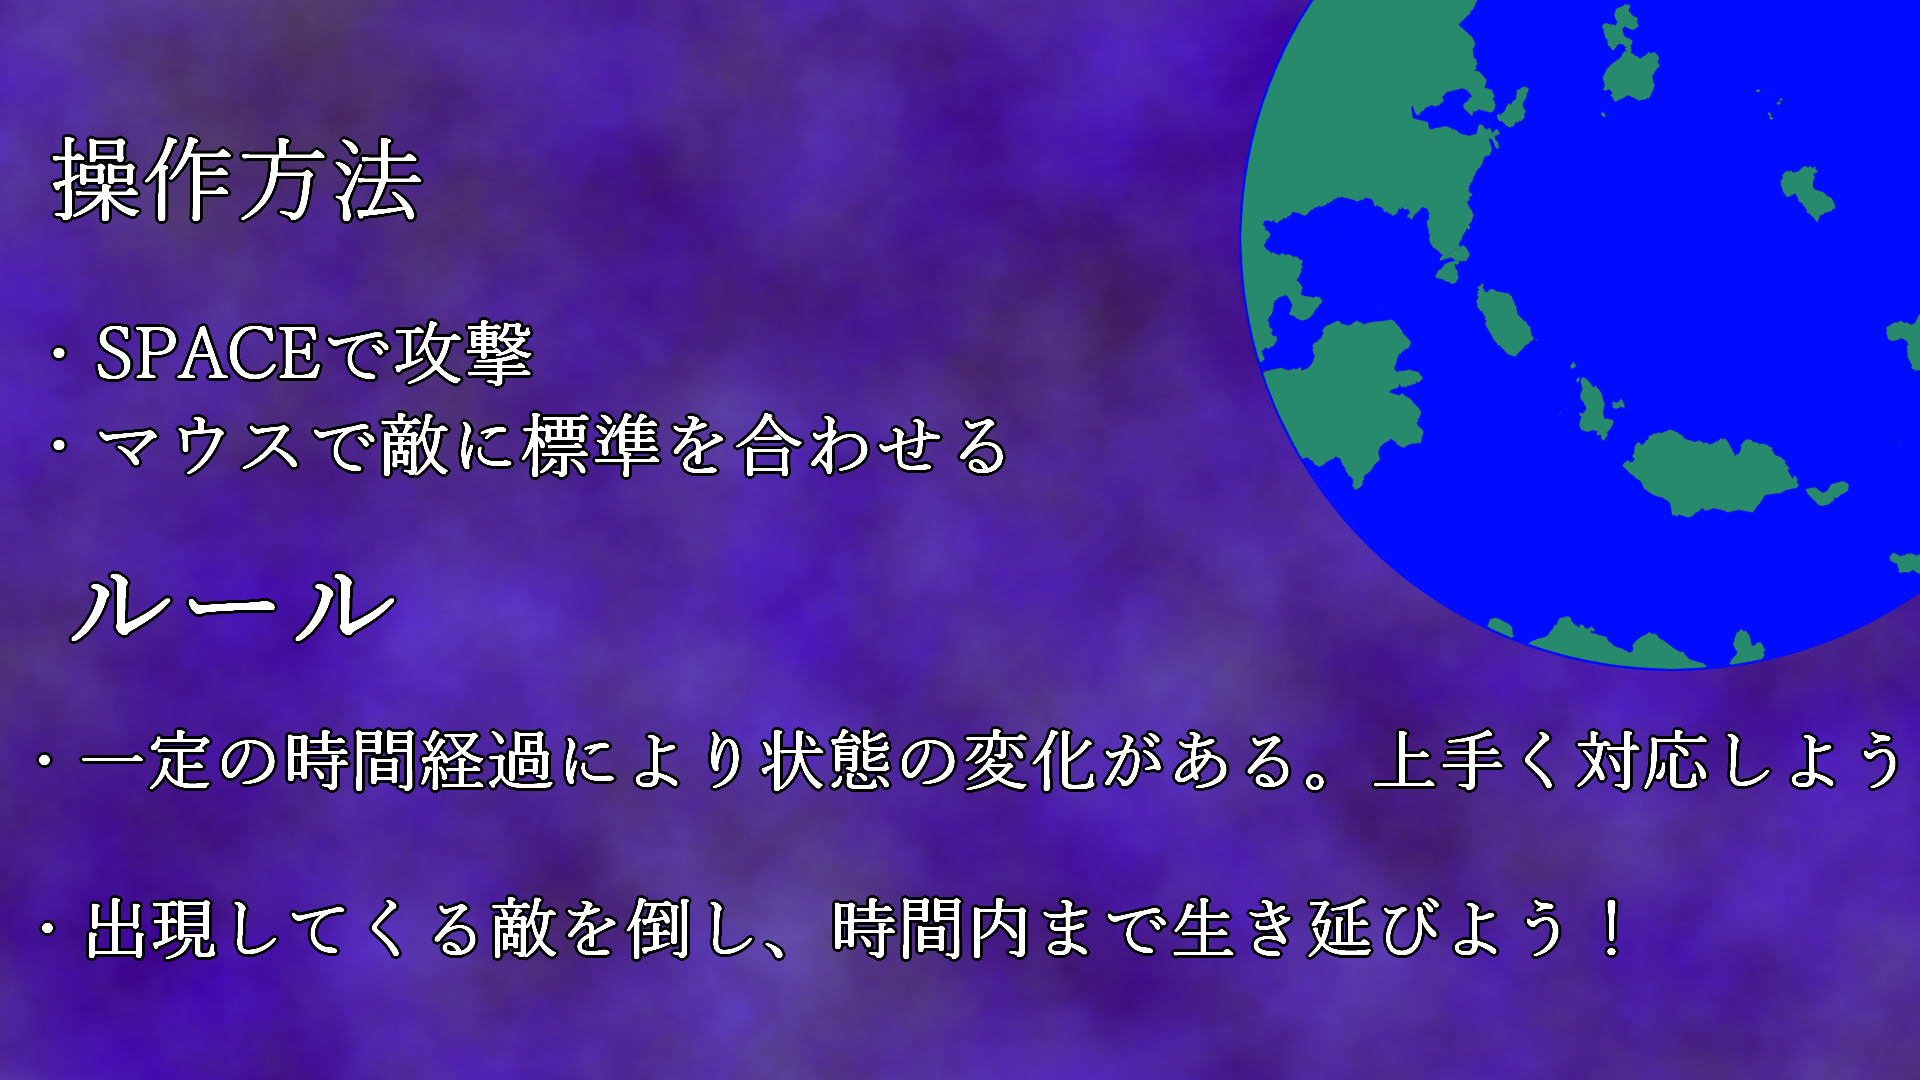 操作方法
・SPACEで攻撃
・マウスで敵に標準を合わせる
ルール
・一定の時間経過により状態の変化がある。上手く対応しよう
・出現してくる敵を倒し、時間内まで生き延びよう！